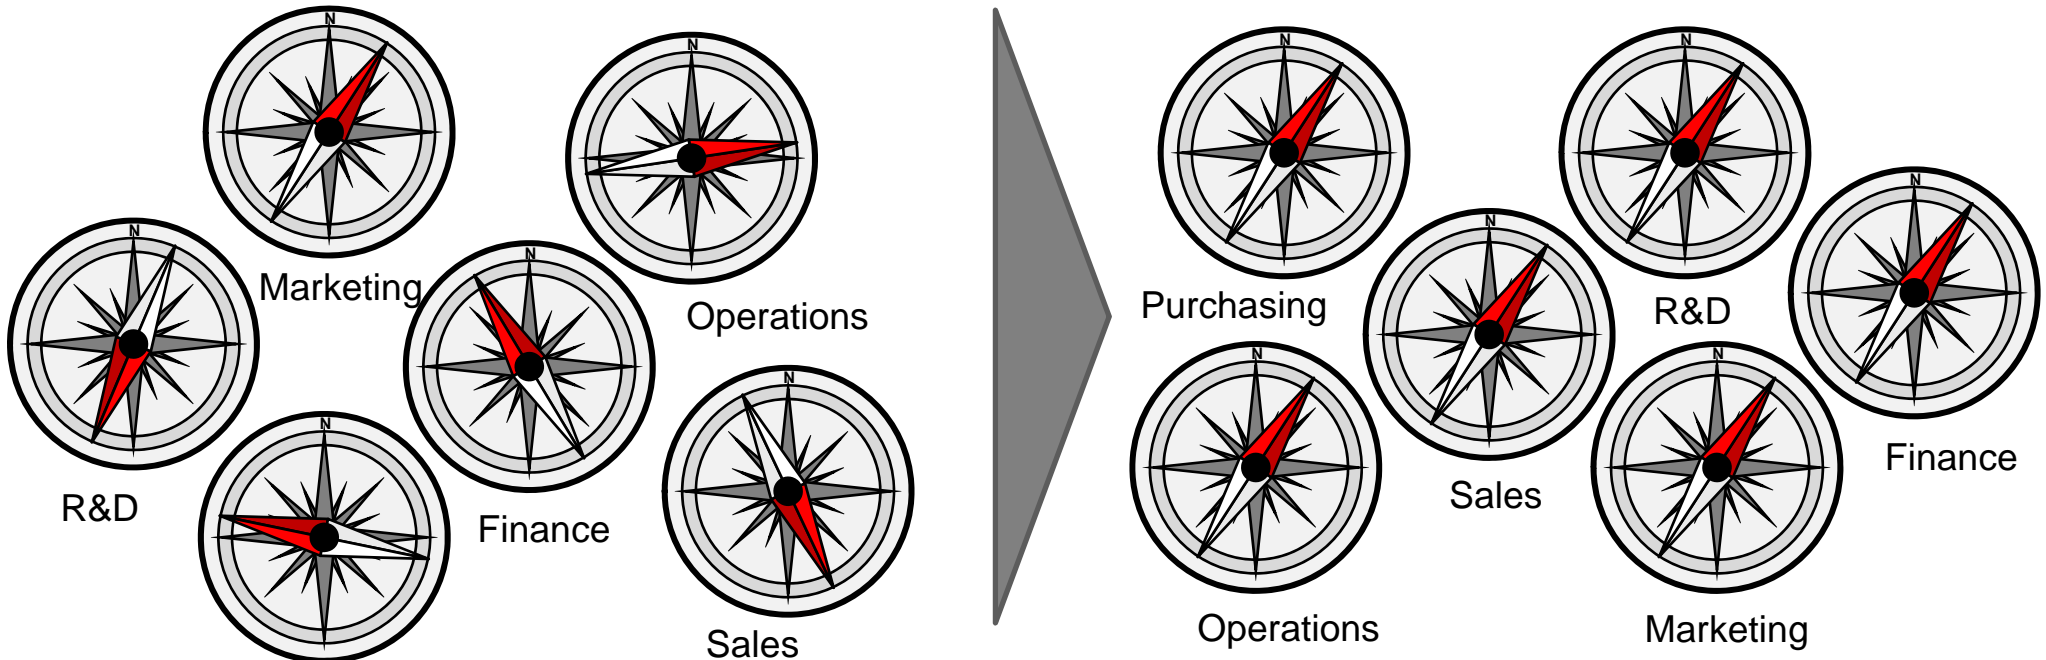 N
Marketing
N
Operations
N
R&D
N
Finance
N
N
Sales
N
Purchasing
N
R&D
N
Finance
N
Sales
N
Operations
N
Marketing